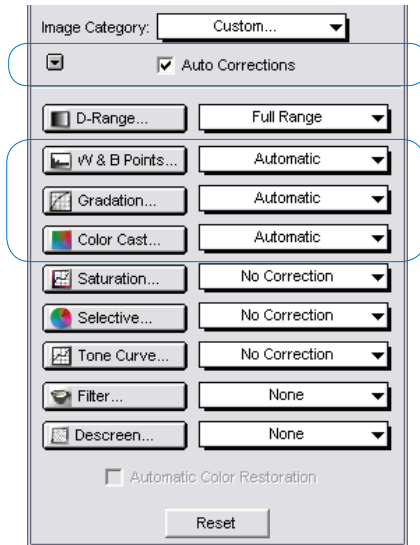 Image Category: Custom...
Auto Corrections
D-Range... Full Range
W & B Points... Automatic
Gradation... Automatic
Color Cast... Automatic
Saturation... No Correction
Selective... No Correction
Tone Curve... No Correction
Filter... None
Descreen... None
Automatic Color Restoration
Reset